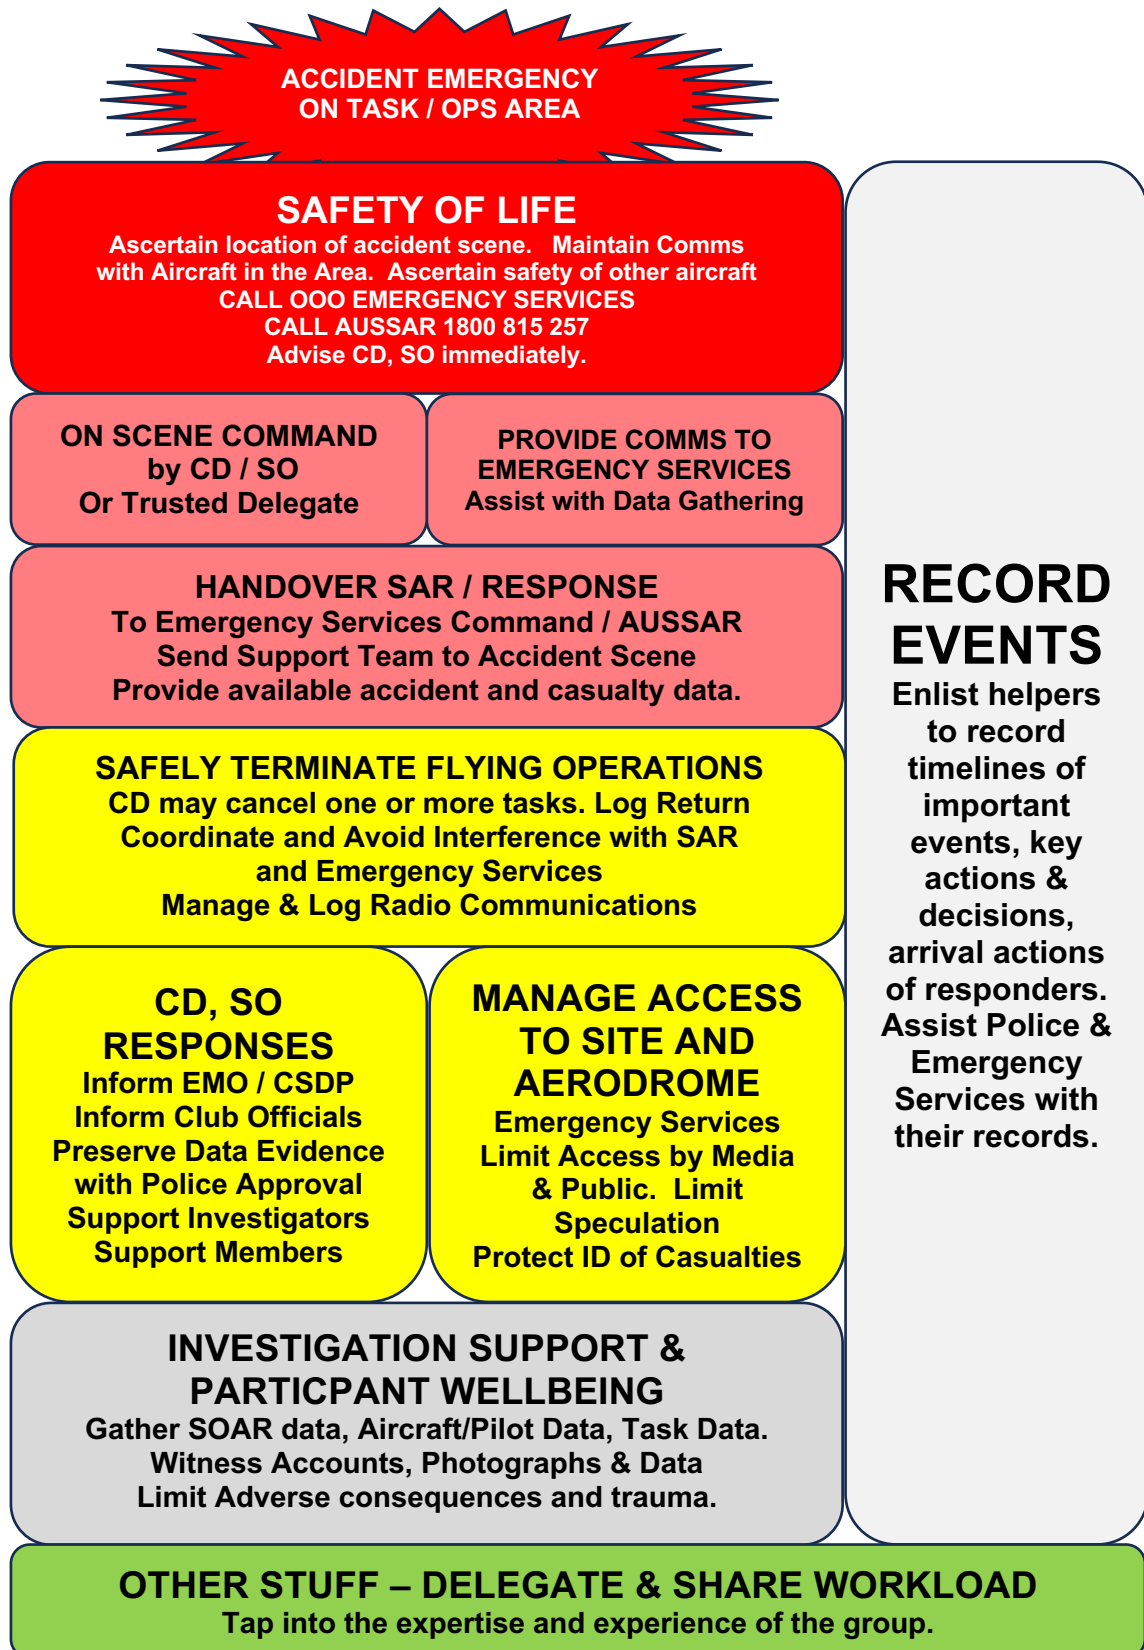 ACCIDENT EMERGENCY
ON TASK / OPS AREA
SAFETY OF LIFE
Ascertain location of accident scene.   Maintain Comms
with Aircraft in the Area.  Ascertain safety of other aircraft
CALL OOO EMERGENCY SERVICES
CALL AUSSAR 1800 815 257
Advise CD, SO immediately.
ON SCENE COMMAND
by CD / SO
Or Trusted Delegate
PROVIDE COMMS TO
EMERGENCY SERVICES
Assist with Data Gathering
HANDOVER SAR / RESPONSE
To Emergency Services Command / AUSSAR
Send Support Team to Accident Scene
Provide available accident and casualty data.
SAFELY TERMINATE FLYING OPERATIONS
CD may cancel one or more tasks. Log Return
Coordinate and Avoid Interference with SAR
and Emergency Services
Manage & Log Radio Communications
CD, SO
RESPONSES
Inform EMO / CSDP
Inform Club Officials
Preserve Data Evidence
with Police Approval
Support Investigators
Support Members
MANAGE ACCESS
TO SITE AND
AERODROME
Emergency Services
Limit Access by Media
& Public.  Limit
Speculation
Protect ID of Casualties
INVESTIGATION SUPPORT &
PARTICPANT WELLBEING
Gather SOAR data, Aircraft/Pilot Data, Task Data.
Witness Accounts, Photographs & Data
Limit Adverse consequences and trauma.
RECORD
EVENTS
Enlist helpers
to record
timelines of
important
events, key
actions &
decisions,
arrival actions
of responders.
Assist Police &
Emergency
Services with
their records.
OTHER STUFF – DELEGATE & SHARE WORKLOAD
Tap into the expertise and experience of the group.